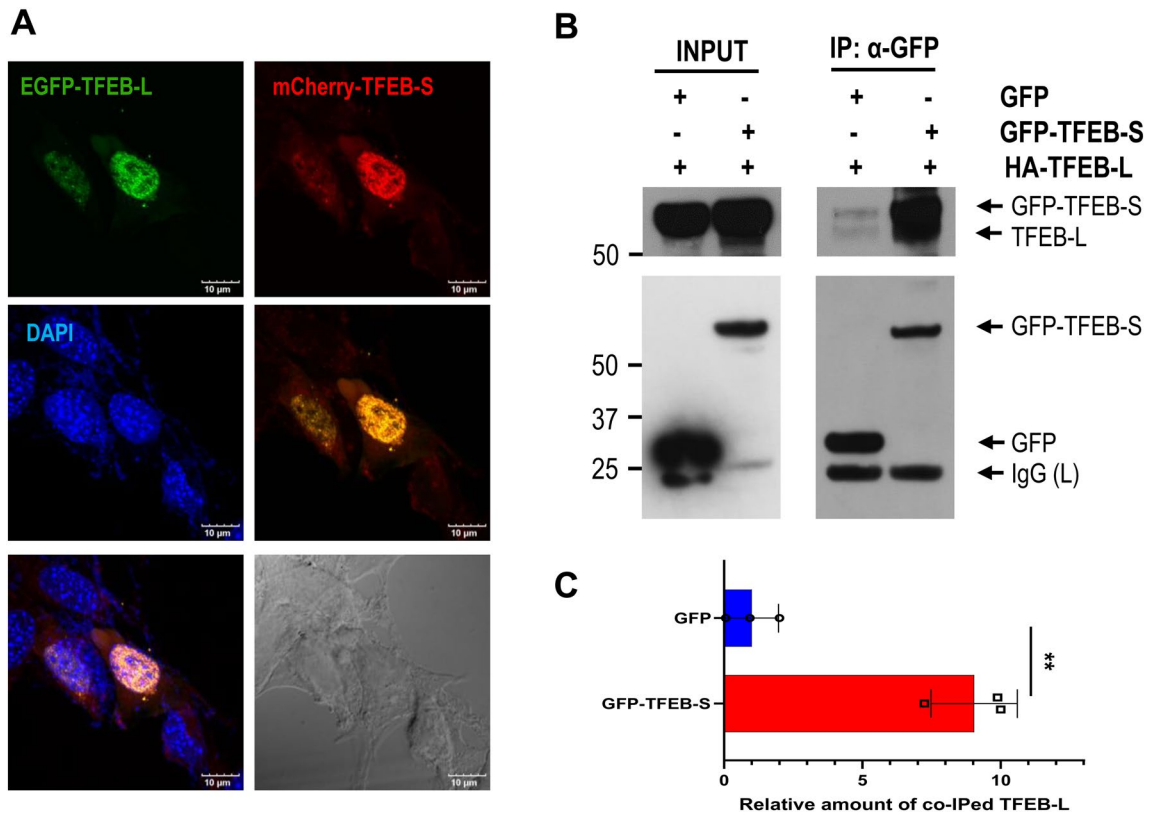 A
EGFP-TFEB-L
mCherry-TFEB-S
10 μm
10 μm
DAPI
10 μm
10 μm
10 μm
10 μm
B
INPUT
IP: α-GFP
+ - + - GFP
- + - + GFP-TFEB-S
+ + + + HA-TFEB-L
GFP-TFEB-S
TFEB-L
50
GFP-TFEB-S
50
37
GFP
25
IgG (L)
C
GFP
**
GFP-TFEB-S
0 5 10
Relative amount of co-IPed TFEB-L